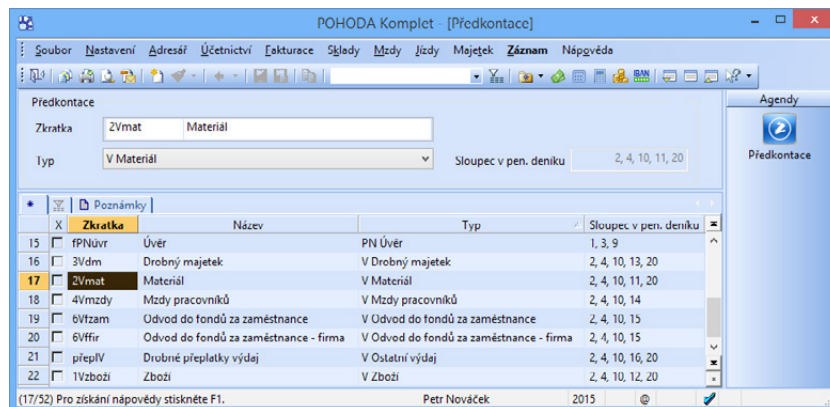 POHODA Komplet - [Předkontace]
Soubor Nastavení Adresář Účetnictví Fakturace Sklady Mzdy Jízdy Majetek Záznam Nápověda
Předkontace
Agendy
Zkratka 2Vmat Materiál
Typ V Materiál Sloupec v pen. deníku 2, 4, 10, 11, 20
Předkontace
Poznámky
X Zkratka Název Typ Sloupec v pen. deníku
15 fPNúvr Úvěr PN Úvěr 1, 3, 9
16 3Vdm Drobný majetek V Drobný majetek 2, 4, 10, 13, 20
17 2Vmat Materiál V Materiál 2, 4, 10, 11, 20
18 4Vmzdy Mzdy pracovníků V Mzdy pracovníků 2, 4, 10, 14
19 6Vfzam Odvod do fondů za zaměstnance V Odvod do fondů za zaměstnance 2, 4, 10, 15
20 6Vffir Odvod do fondů za zaměstnance - firma V Odvod do fondů za zaměstnance - firma 2, 4, 10, 15
21 přeplV Drobné přeplatky výdaj V Ostatní výdaj 2, 4, 10, 16, 20
22 1Vzboží Zboží V Zboží 2, 4, 10, 12, 20
(17/52) Pro získání nápovědy stiskněte F1. Petr Nováček 2015 @